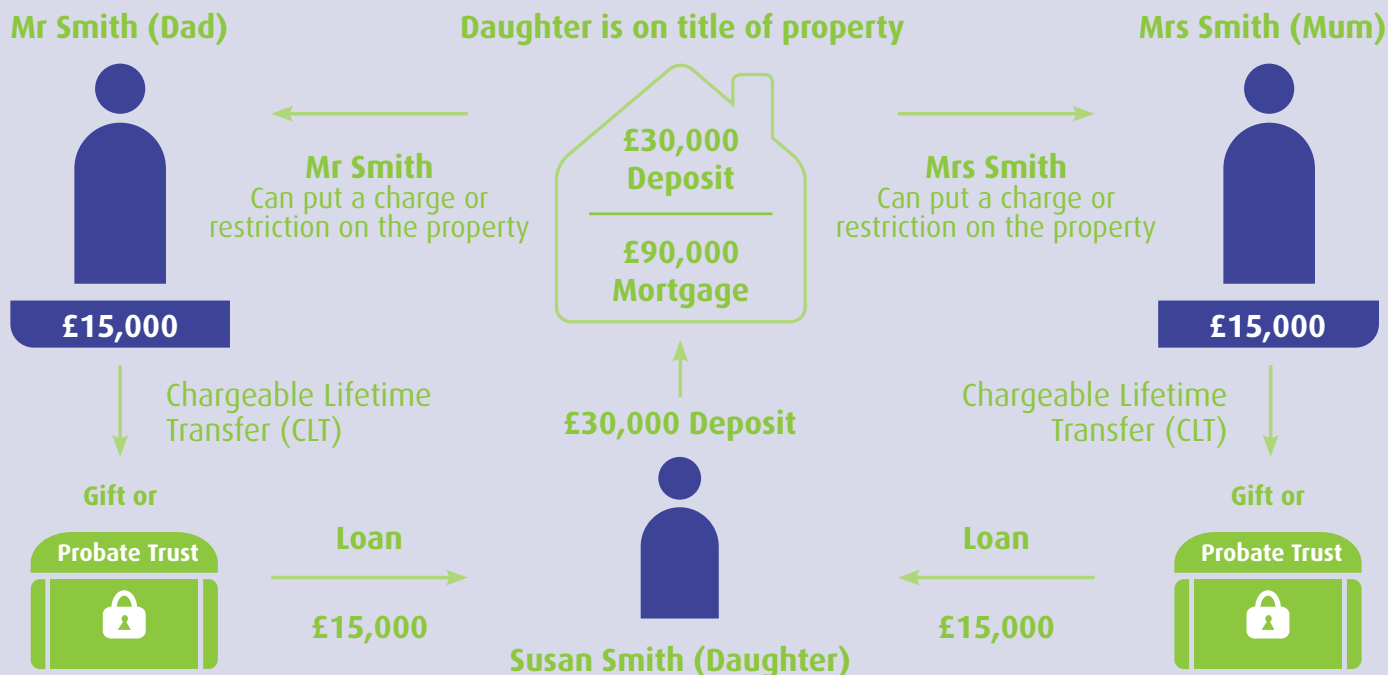 Mr Smith (Dad)
Daughter is on title of property
Mrs Smith (Mum)
£30,000
Deposit
£90,000
Mortgage
Mr Smith
Can put a charge or
restriction on the property
Mrs Smith
Can put a charge or
restriction on the property
£15,000
£15,000
Chargeable Lifetime
Transfer (CLT)
£30,000 Deposit
Chargeable Lifetime
Transfer (CLT)
Gift or
Probate Trust
Loan
£15,000
Susan Smith (Daughter)
Loan
£15,000
Gift or
Probate Trust